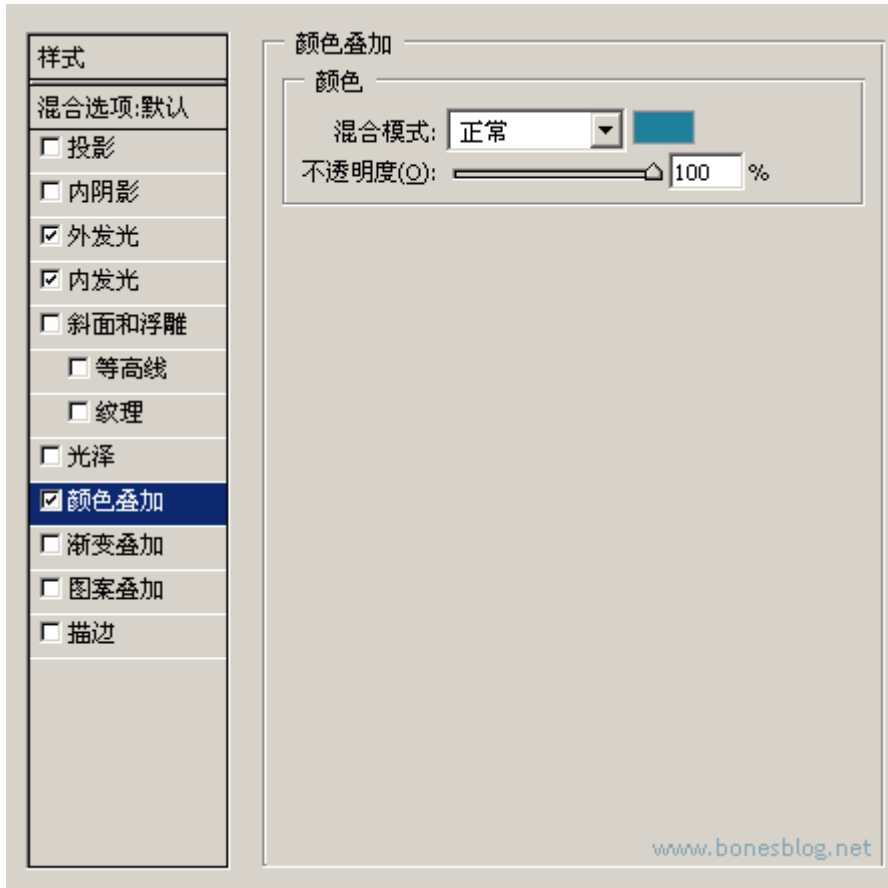 样式
混合选项:默认
投影
内阴影
外发光
内发光
斜面和浮雕
等高线
纹理
光泽
颜色叠加
渐变叠加
图案叠加
描边
颜色叠加
颜色
混合模式: 正常
不透明度(O): 100 %
www.bonesblog.net